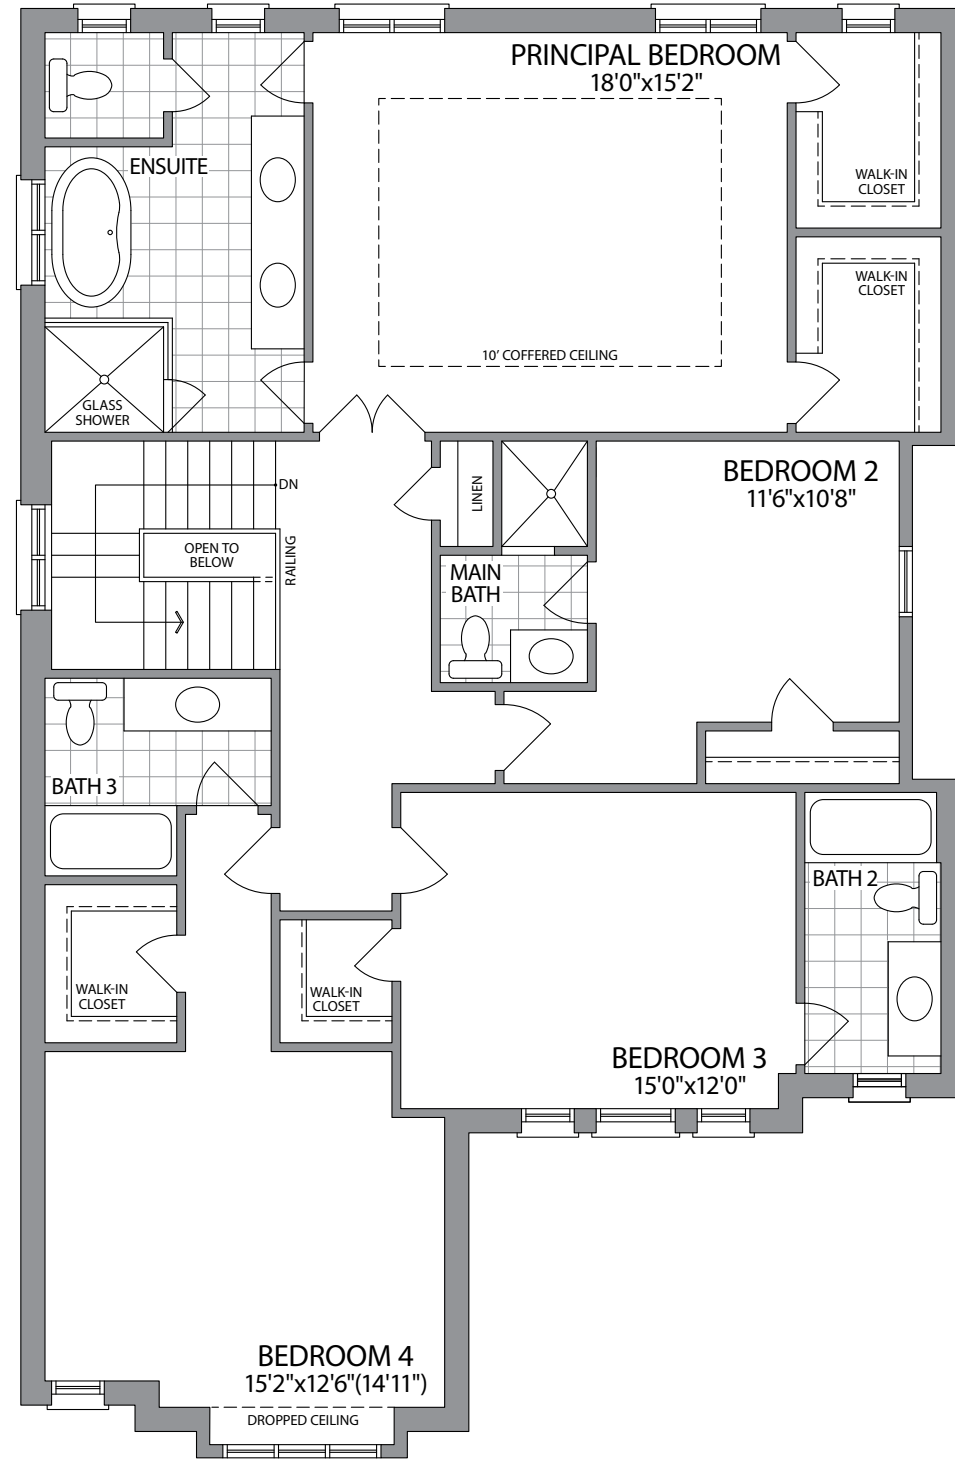 PRINCIPAL BEDROOM
18'0"x15'2"
ENSUITE
WALK-IN
CLOSET
WALK-IN
CLOSET
10' COFFERED CEILING
GLASS
SHOWER
BEDROOM 2
11'6"x10'8"
DN
LINEN
OPEN TO
BELOW
RAILING
MAIN
BATH
BATH 3
BATH 2
WALK-IN
CLOSET
WALK-IN
CLOSET
BEDROOM 3
15'0"x12'0"
BEDROOM 4
15'2"x12'6"(14'11")
DROPPED CEILING